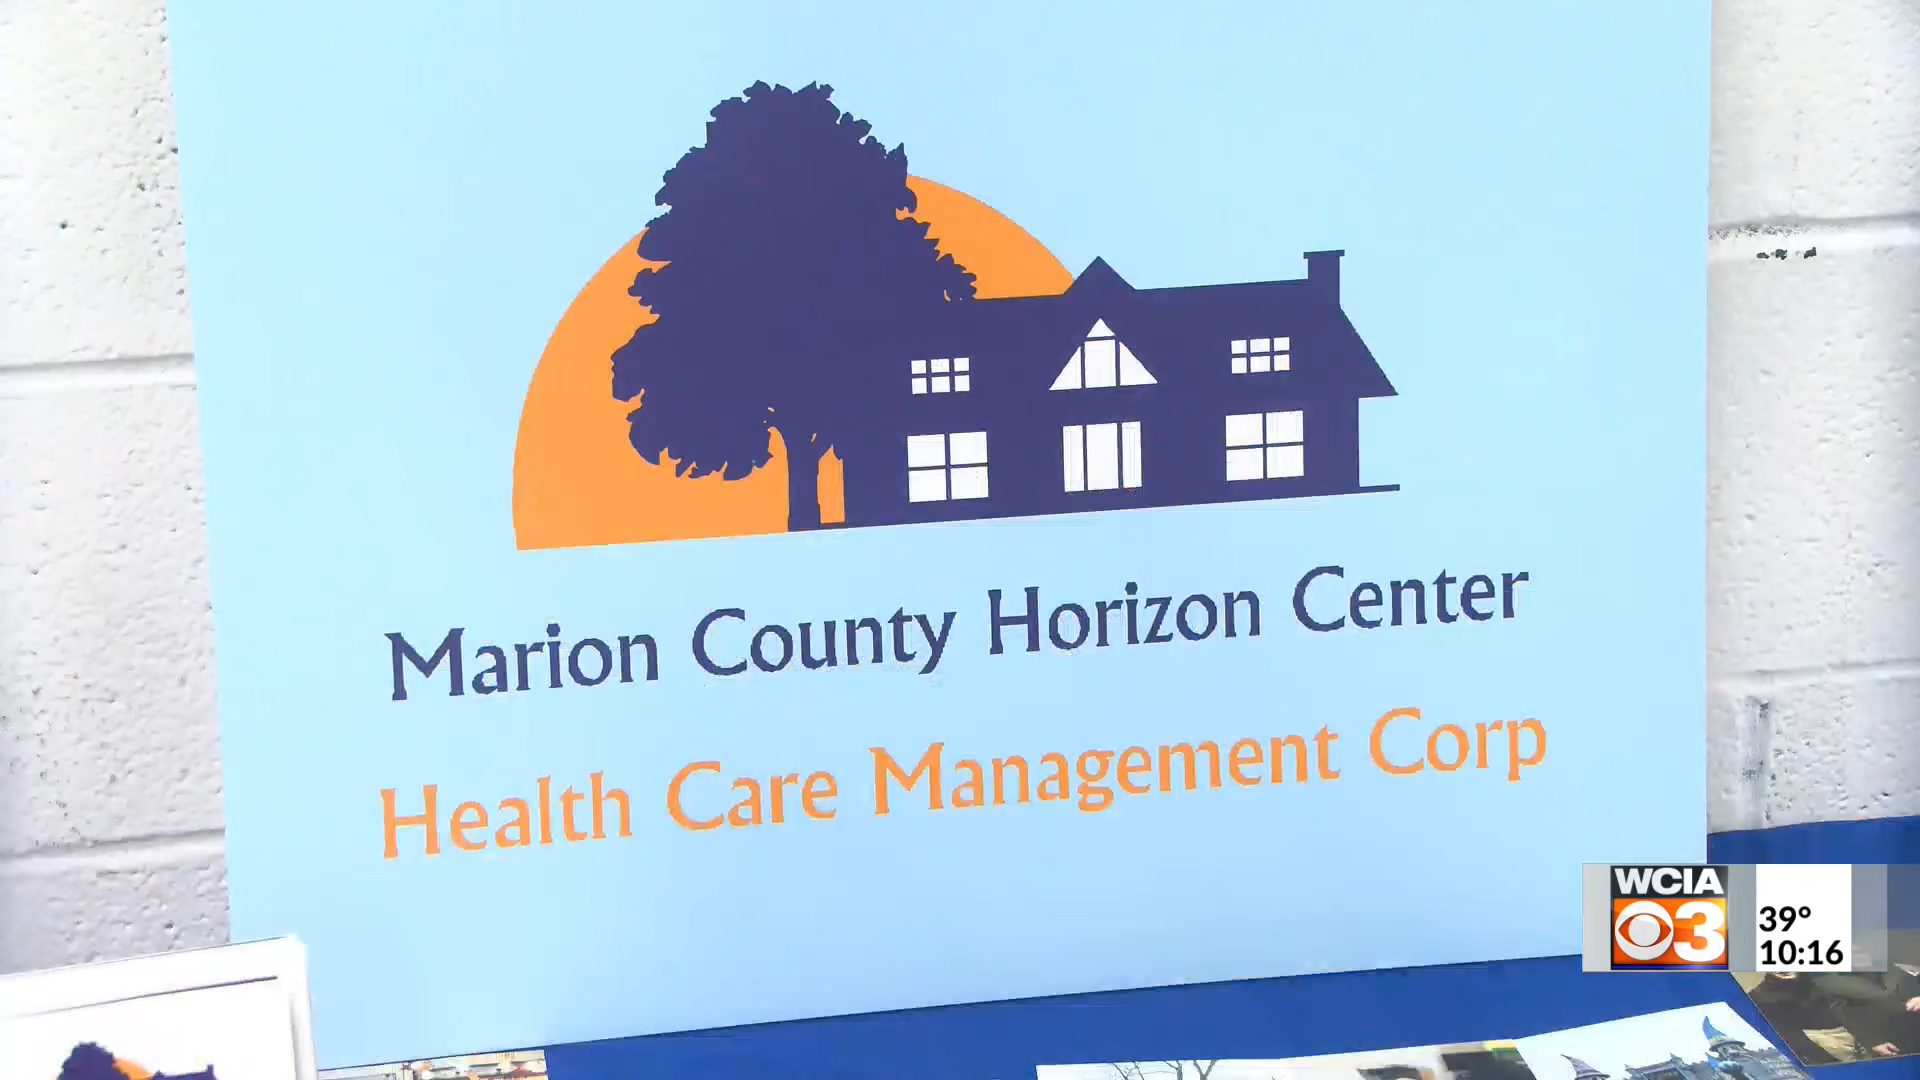 Marion County Horizon Center
Health Care Management Corp
WCIA
3
39°
10:16